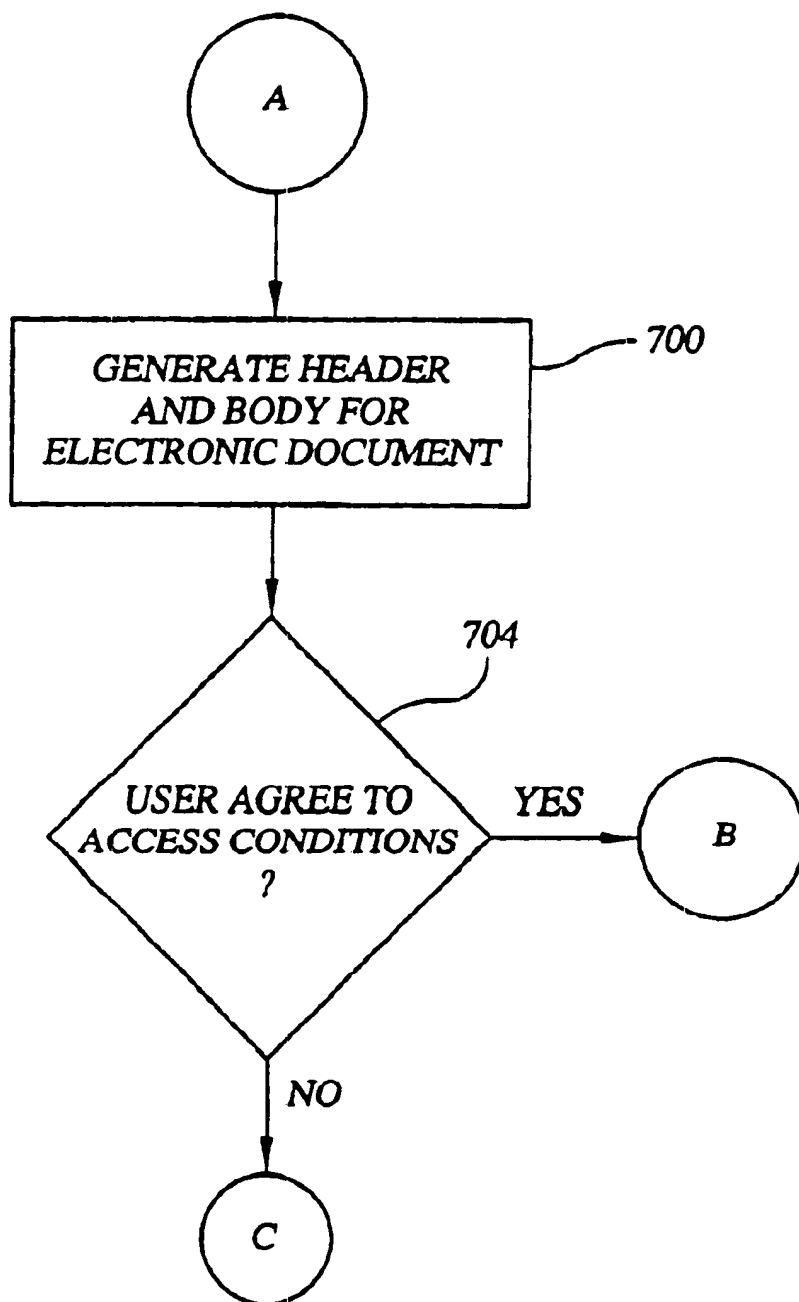 A
GENERATE HEADER
AND BODY FOR
ELECTRONIC DOCUMENT
700
704
USER AGREE TO
ACCESS CONDITIONS
?
YES
B
NO
C